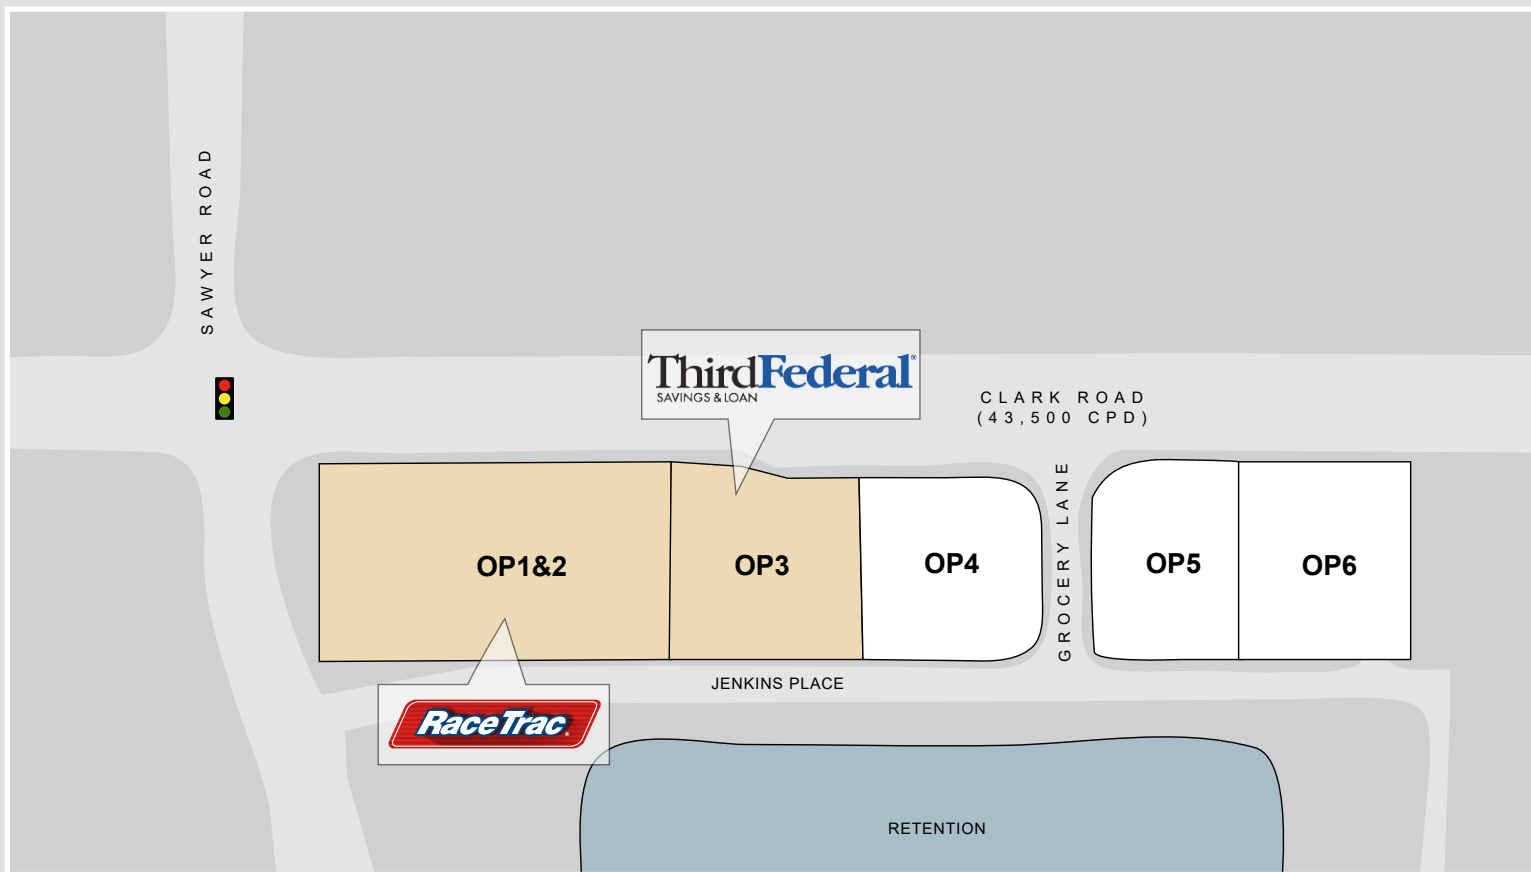 SAWYER ROAD
ThirdFederal®
SAVINGS & LOAN
CLARK ROAD
(43,500 CPD)
GROCERY LANE
OP1&2
OP3
OP4
OP5
OP6
JENKINS PLACE
RaceTrac
RETENTION